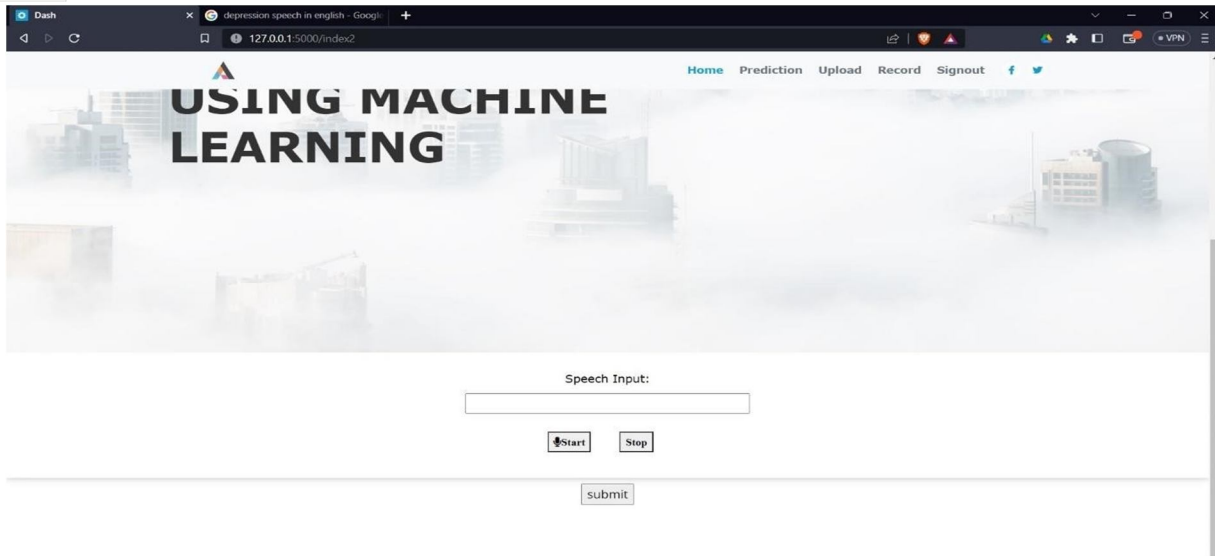 Dash
depression speech in english - Google
127.0.0.1:5000/index2
VPN
Home Prediction Upload Record Signout
USING MACHINE
LEARNING
Speech Input:
Start Stop
submit